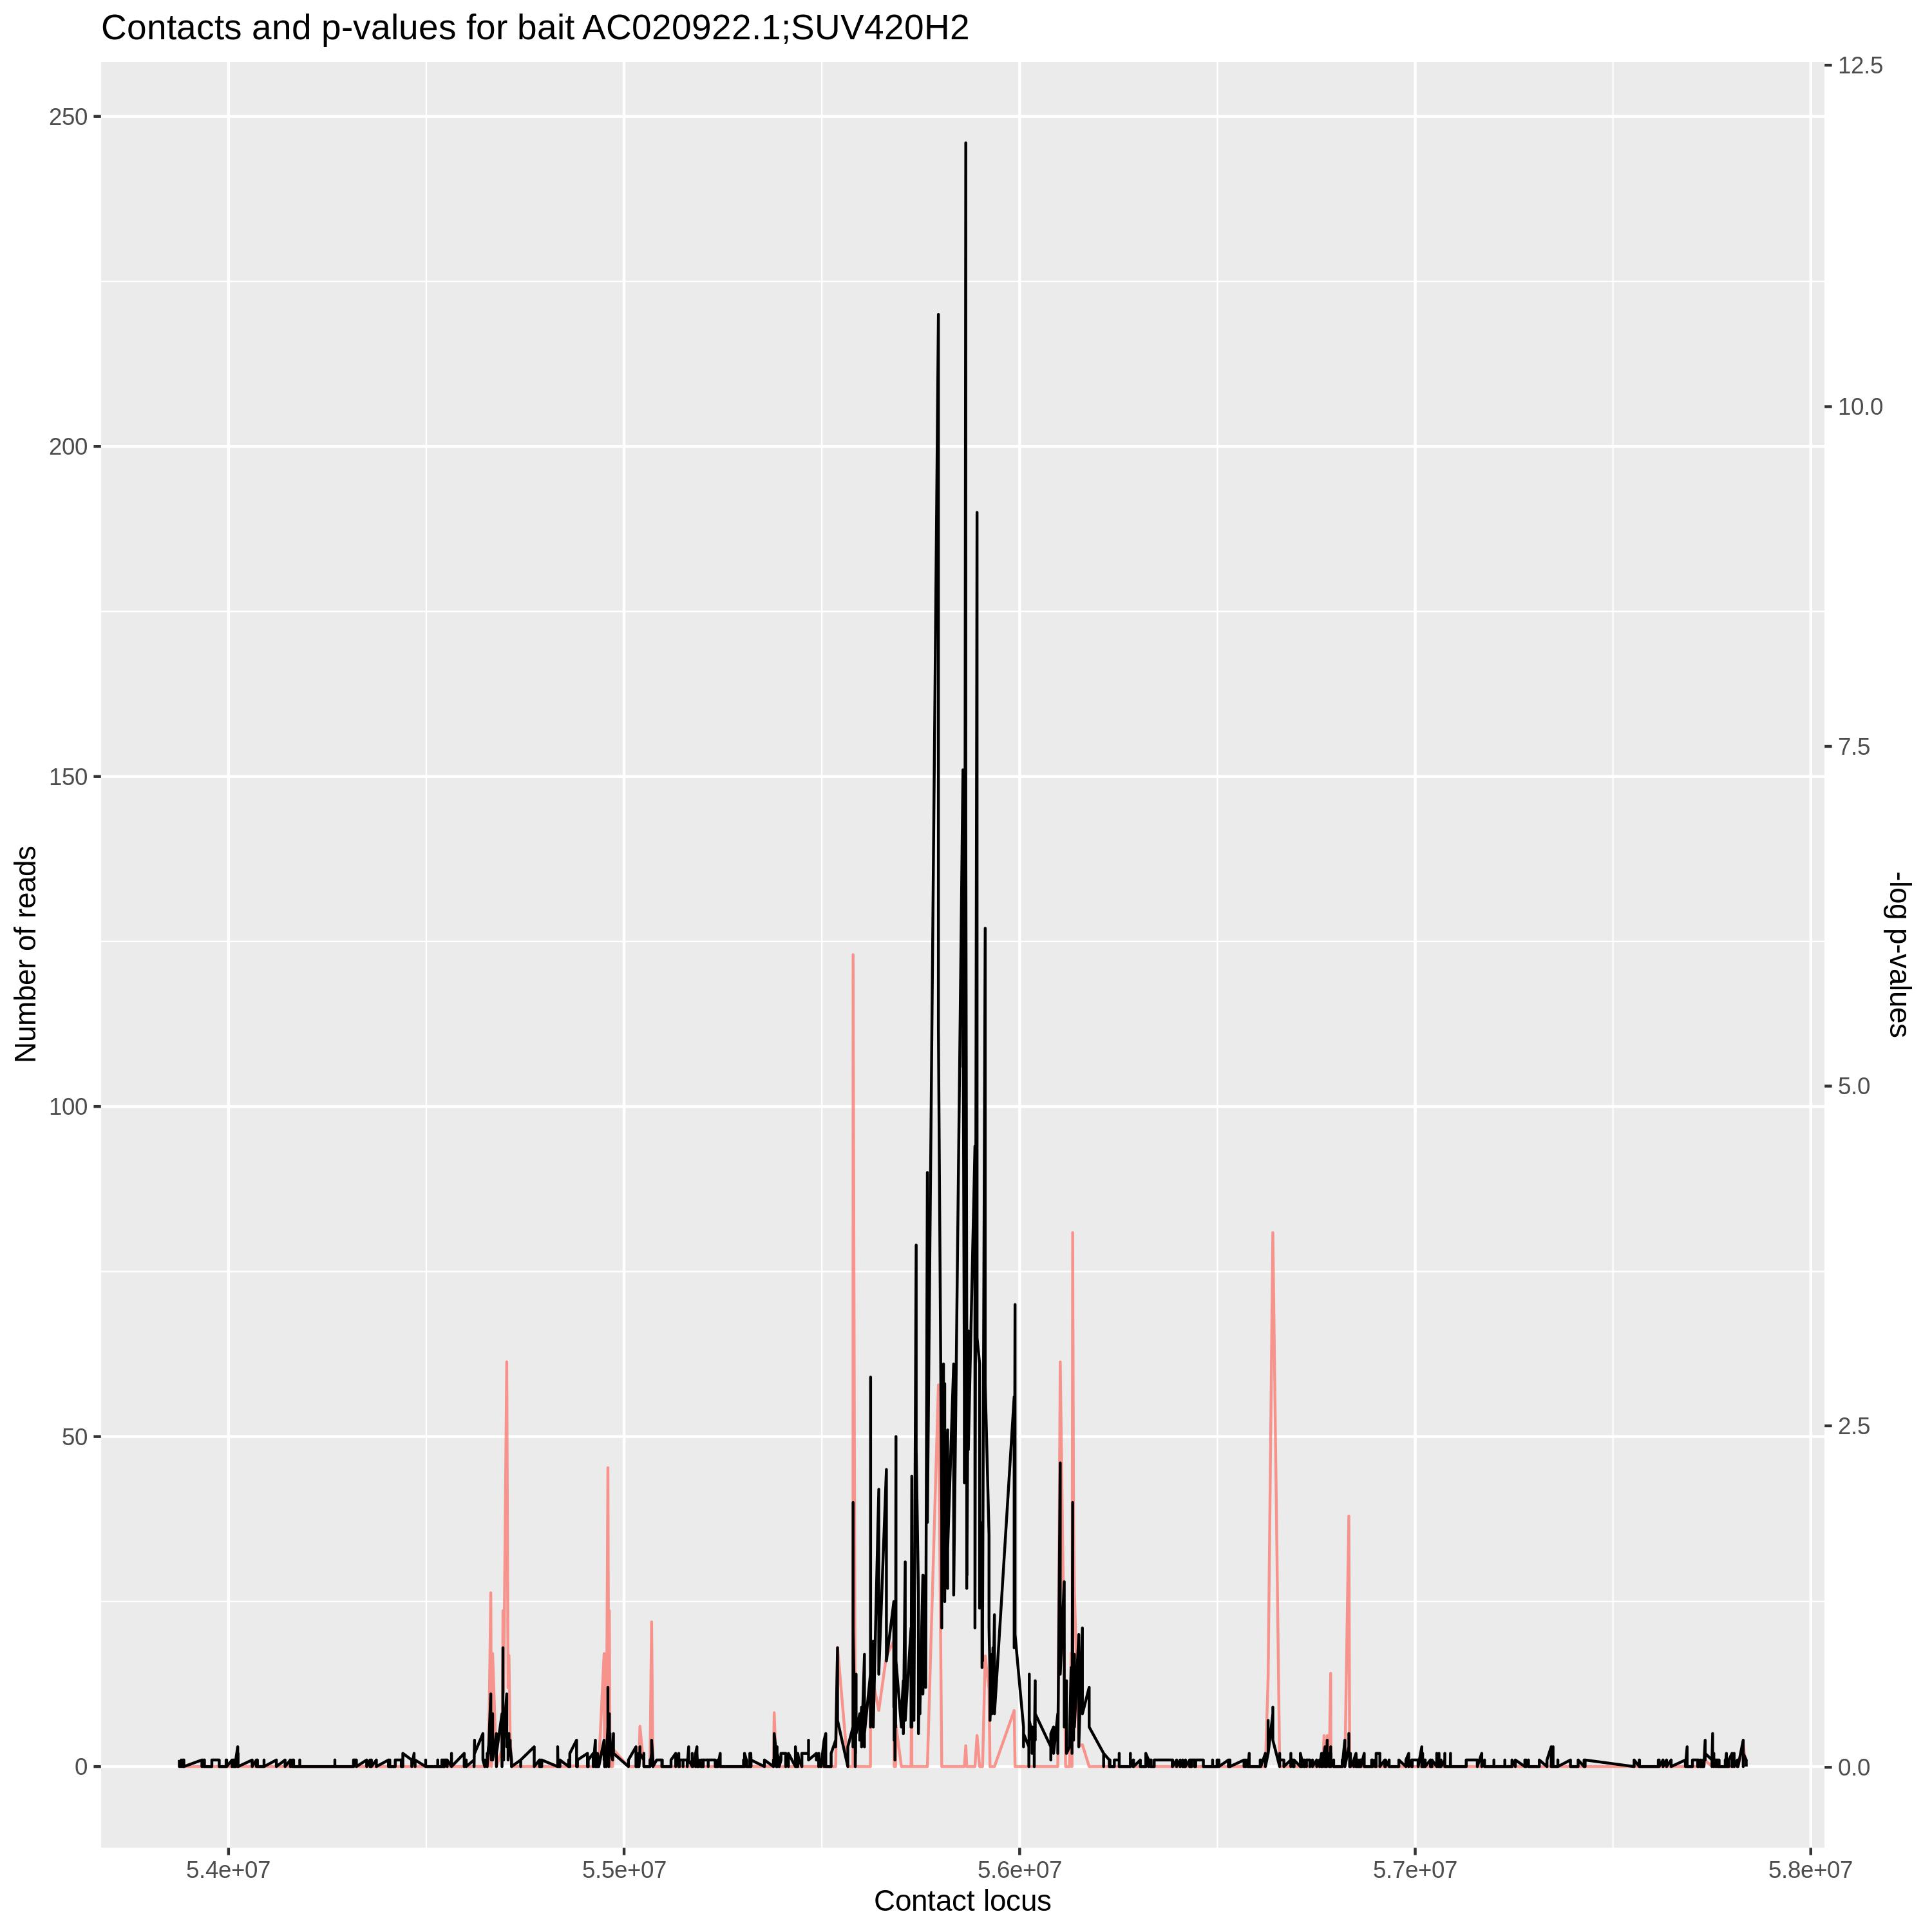 Contacts and p-values for bait AC020922.1;SUV420H2
250
200
150
100
50
0
Number of reads
12.5
10.0
7.5
5.0
2.5
0.0
-log p-values
5.4e+07 5.5e+07 5.6e+07 5.7e+07 5.8e+07
Contact locus